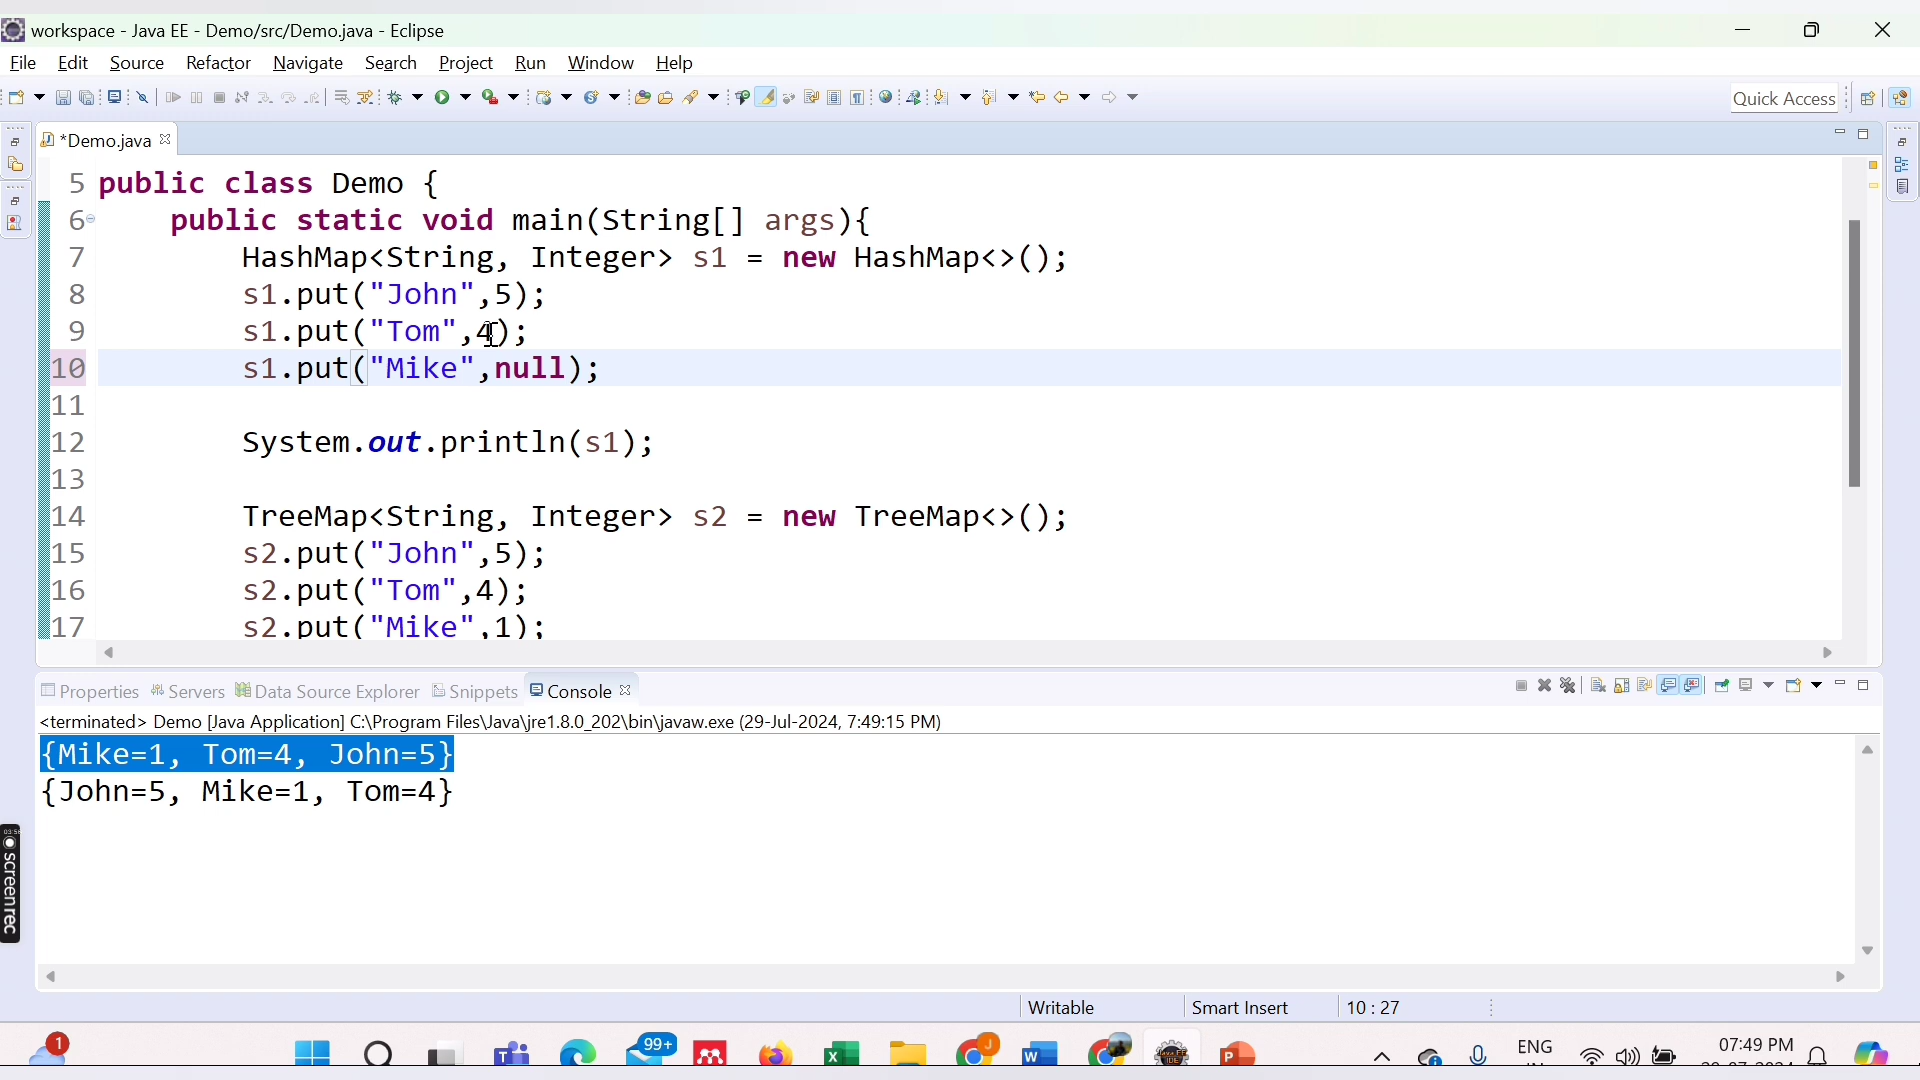 workspace - Java EE - Demo/src/Demo.java - Eclipse
File Edit Source Refactor Navigate Search Project Run Window Help
Quick Access
*Demo.java
5 public class Demo {
6 public static void main(String[] args){
7 HashMap<String, Integer> s1 = new HashMap<>();
8 s1.put("John",5);
9 s1.put("Tom",4);
10 s1.put("Mike",null);
11
12 System.out.println(s1);
13
14 TreeMap<String, Integer> s2 = new TreeMap<>();
15 s2.put("John",5);
16 s2.put("Tom",4);
17 s2.put("Mike",1);
Properties Servers Data Source Explorer Snippets Console
<terminated> Demo [Java Application] C:\Program Files\Java\jre1.8.0_202\bin\javaw.exe (29-Jul-2024, 7:49:15 PM)
{Mike=1, Tom=4, John=5}
{John=5, Mike=1, Tom=4}
screenrec
Writable Smart Insert 10 : 27
1 99+ J ENG 07:49 PM